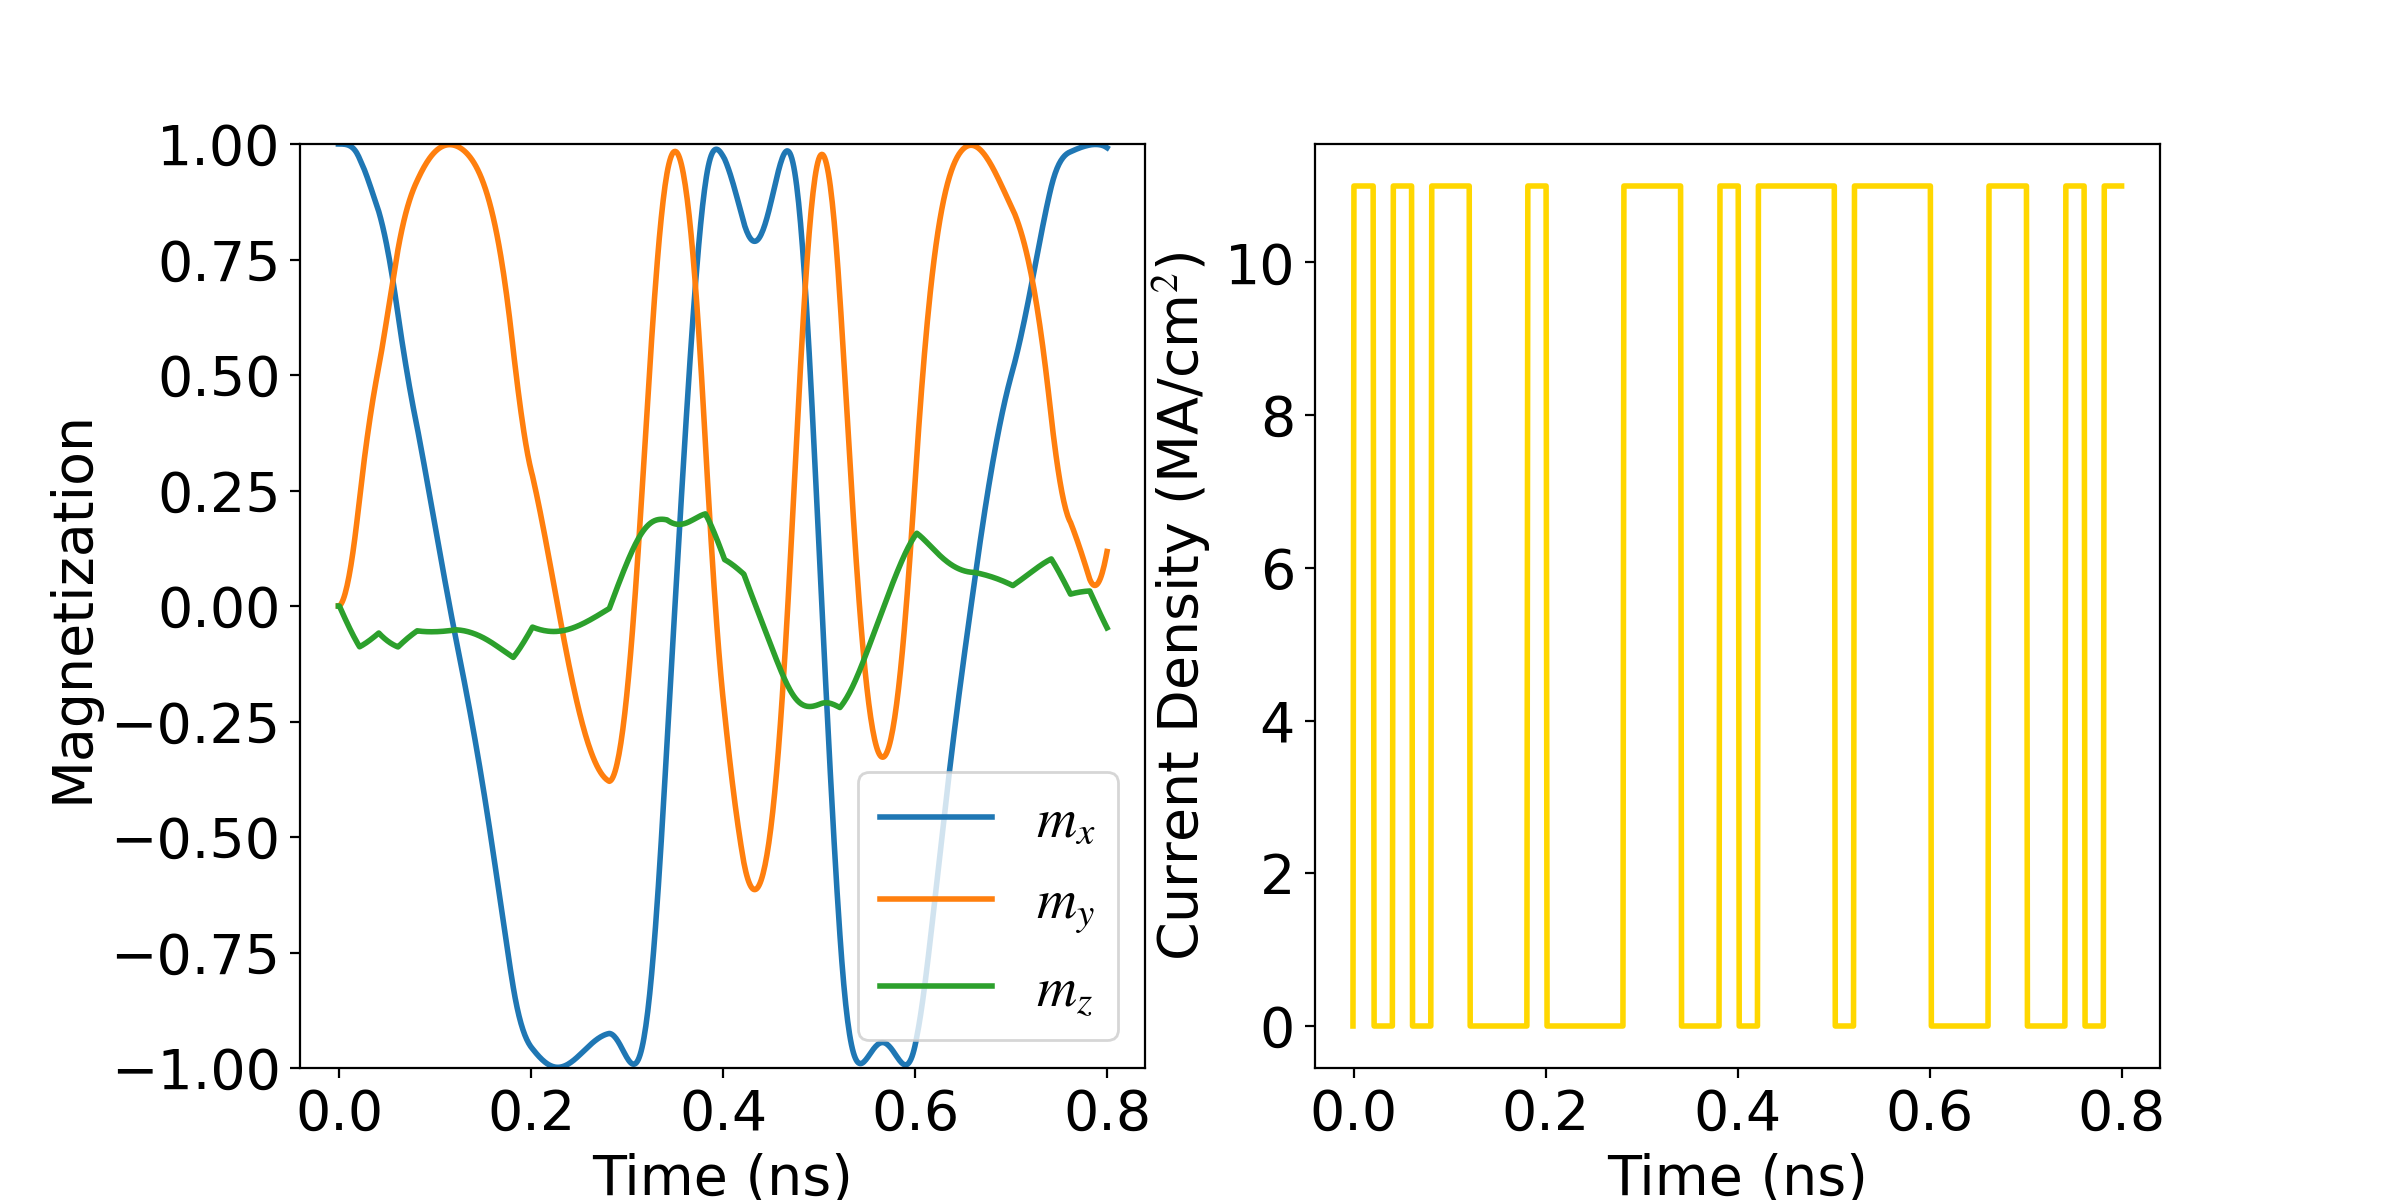 Magnetization
1.00
0.75
0.50
0.25
0.00
−0.25
−0.50
−0.75
−1.00
0.0 0.2 0.4 0.6 0.8
Time (ns)
m_x
m_y
m_z
Current Density (MA/cm²)
10
8
6
4
2
0
0.0 0.2 0.4 0.6 0.8
Time (ns)